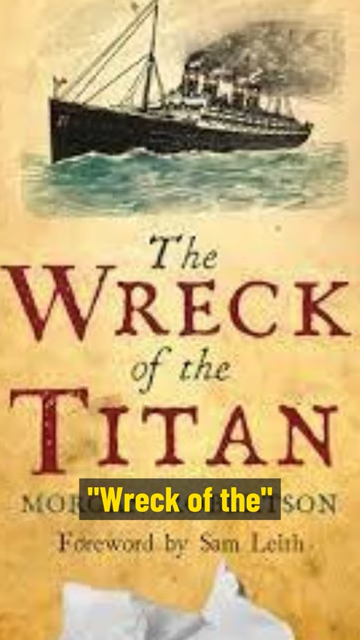 The
WRECK
of the
TITAN
"Wreck of the"
Foreword by Sam Leith